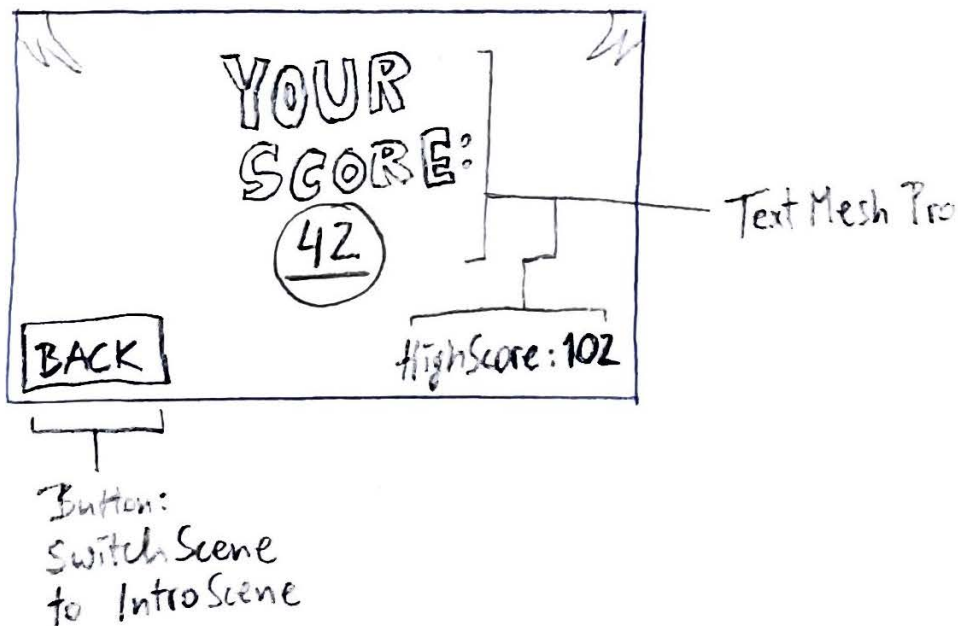 YOUR
SCORE:
42
Text Mesh Pro
BACK
HighScore: 102
Button:
Switch Scene
to IntroScene